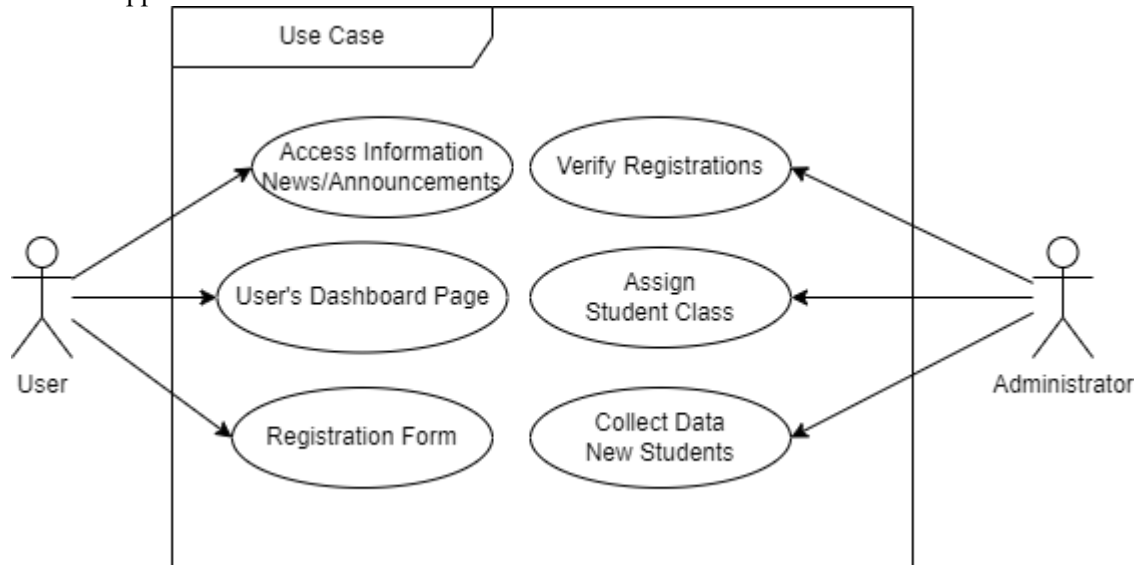 Use Case
Access Information
News/Announcements
Verify Registrations
User's Dashboard Page
Assign
Student Class
User
Administrator
Registration Form
Collect Data
New Students